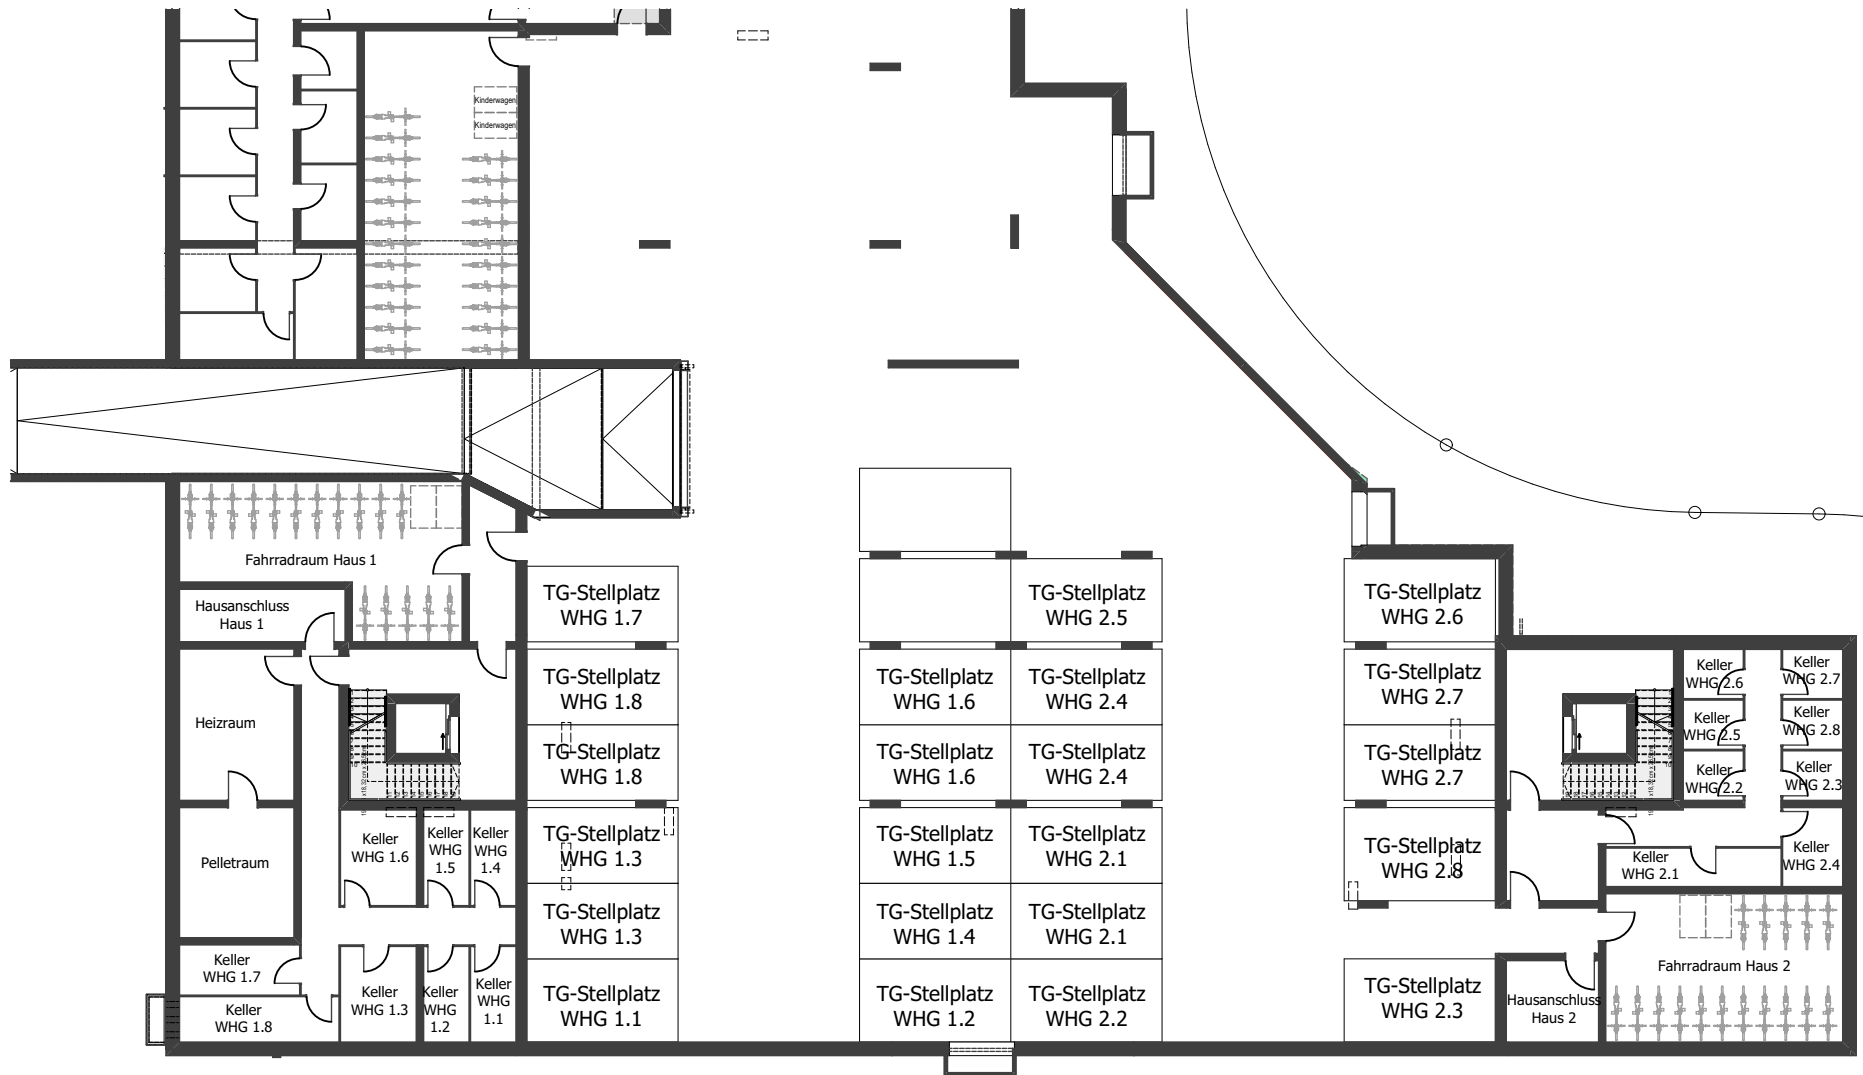 Kinderwagen
Kinderwagen
Fahrradraum Haus 1
Hausanschluss
Haus 1
Heizraum
Pelletraum
Keller
WHG 1.6
Keller
WHG
1.5
Keller
WHG
1.4
Keller
WHG 1.7
Keller
WHG 1.8
Keller
WHG 1.3
Keller
WHG
1.2
Keller
WHG
1.1
TG-Stellplatz
WHG 1.7
TG-Stellplatz
WHG 1.8
TG-Stellplatz
WHG 1.8
TG-Stellplatz
WHG 1.3
TG-Stellplatz
WHG 1.3
TG-Stellplatz
WHG 1.1
TG-Stellplatz
WHG 1.6
TG-Stellplatz
WHG 1.6
TG-Stellplatz
WHG 1.5
TG-Stellplatz
WHG 1.4
TG-Stellplatz
WHG 1.2
TG-Stellplatz
WHG 2.5
TG-Stellplatz
WHG 2.4
TG-Stellplatz
WHG 2.4
TG-Stellplatz
WHG 2.1
TG-Stellplatz
WHG 2.1
TG-Stellplatz
WHG 2.2
TG-Stellplatz
WHG 2.6
TG-Stellplatz
WHG 2.7
TG-Stellplatz
WHG 2.7
TG-Stellplatz
WHG 2.8
TG-Stellplatz
WHG 2.3
Keller
WHG 2.6
Keller
WHG 2.7
Keller
WHG 2.5
Keller
WHG 2.8
Keller
WHG 2.2
Keller
WHG 2.3
Keller
WHG 2.1
Keller
WHG 2.4
Fahrradraum Haus 2
Hausanschluss
Haus 2